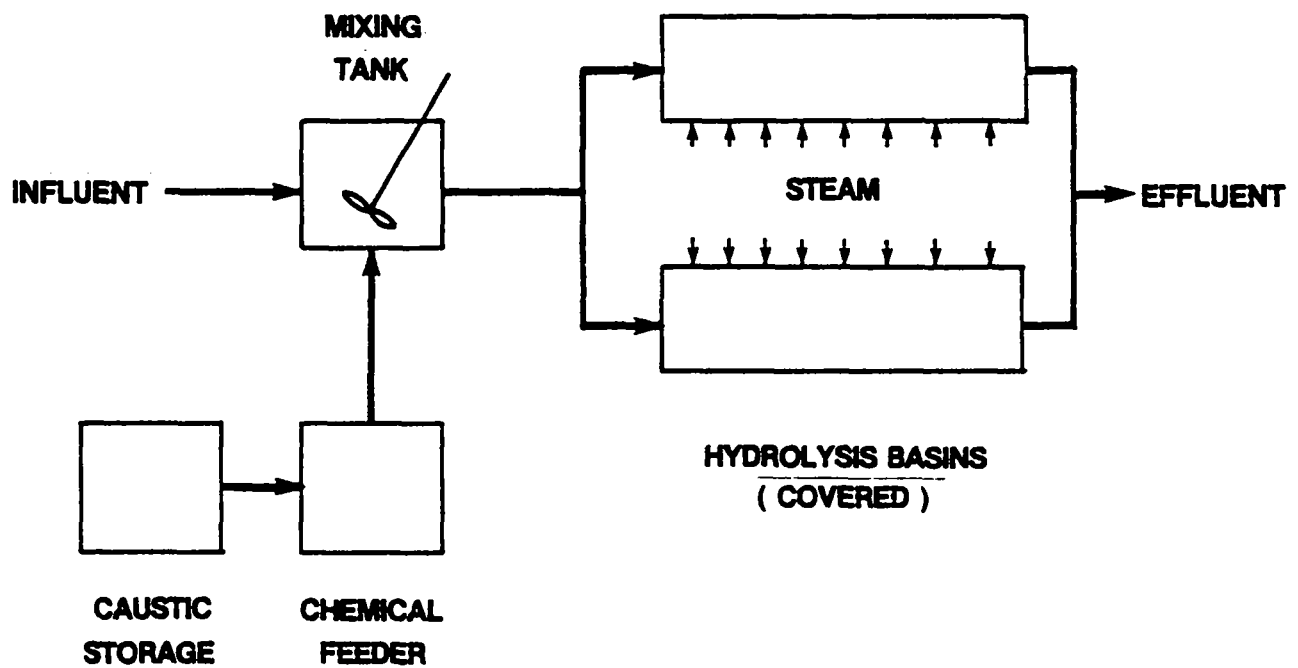 MIXING
TANK
INFLUENT
STEAM
EFFLUENT
HYDROLYSIS BASINS
( COVERED )
CAUSTIC
STORAGE
CHEMICAL
FEEDER